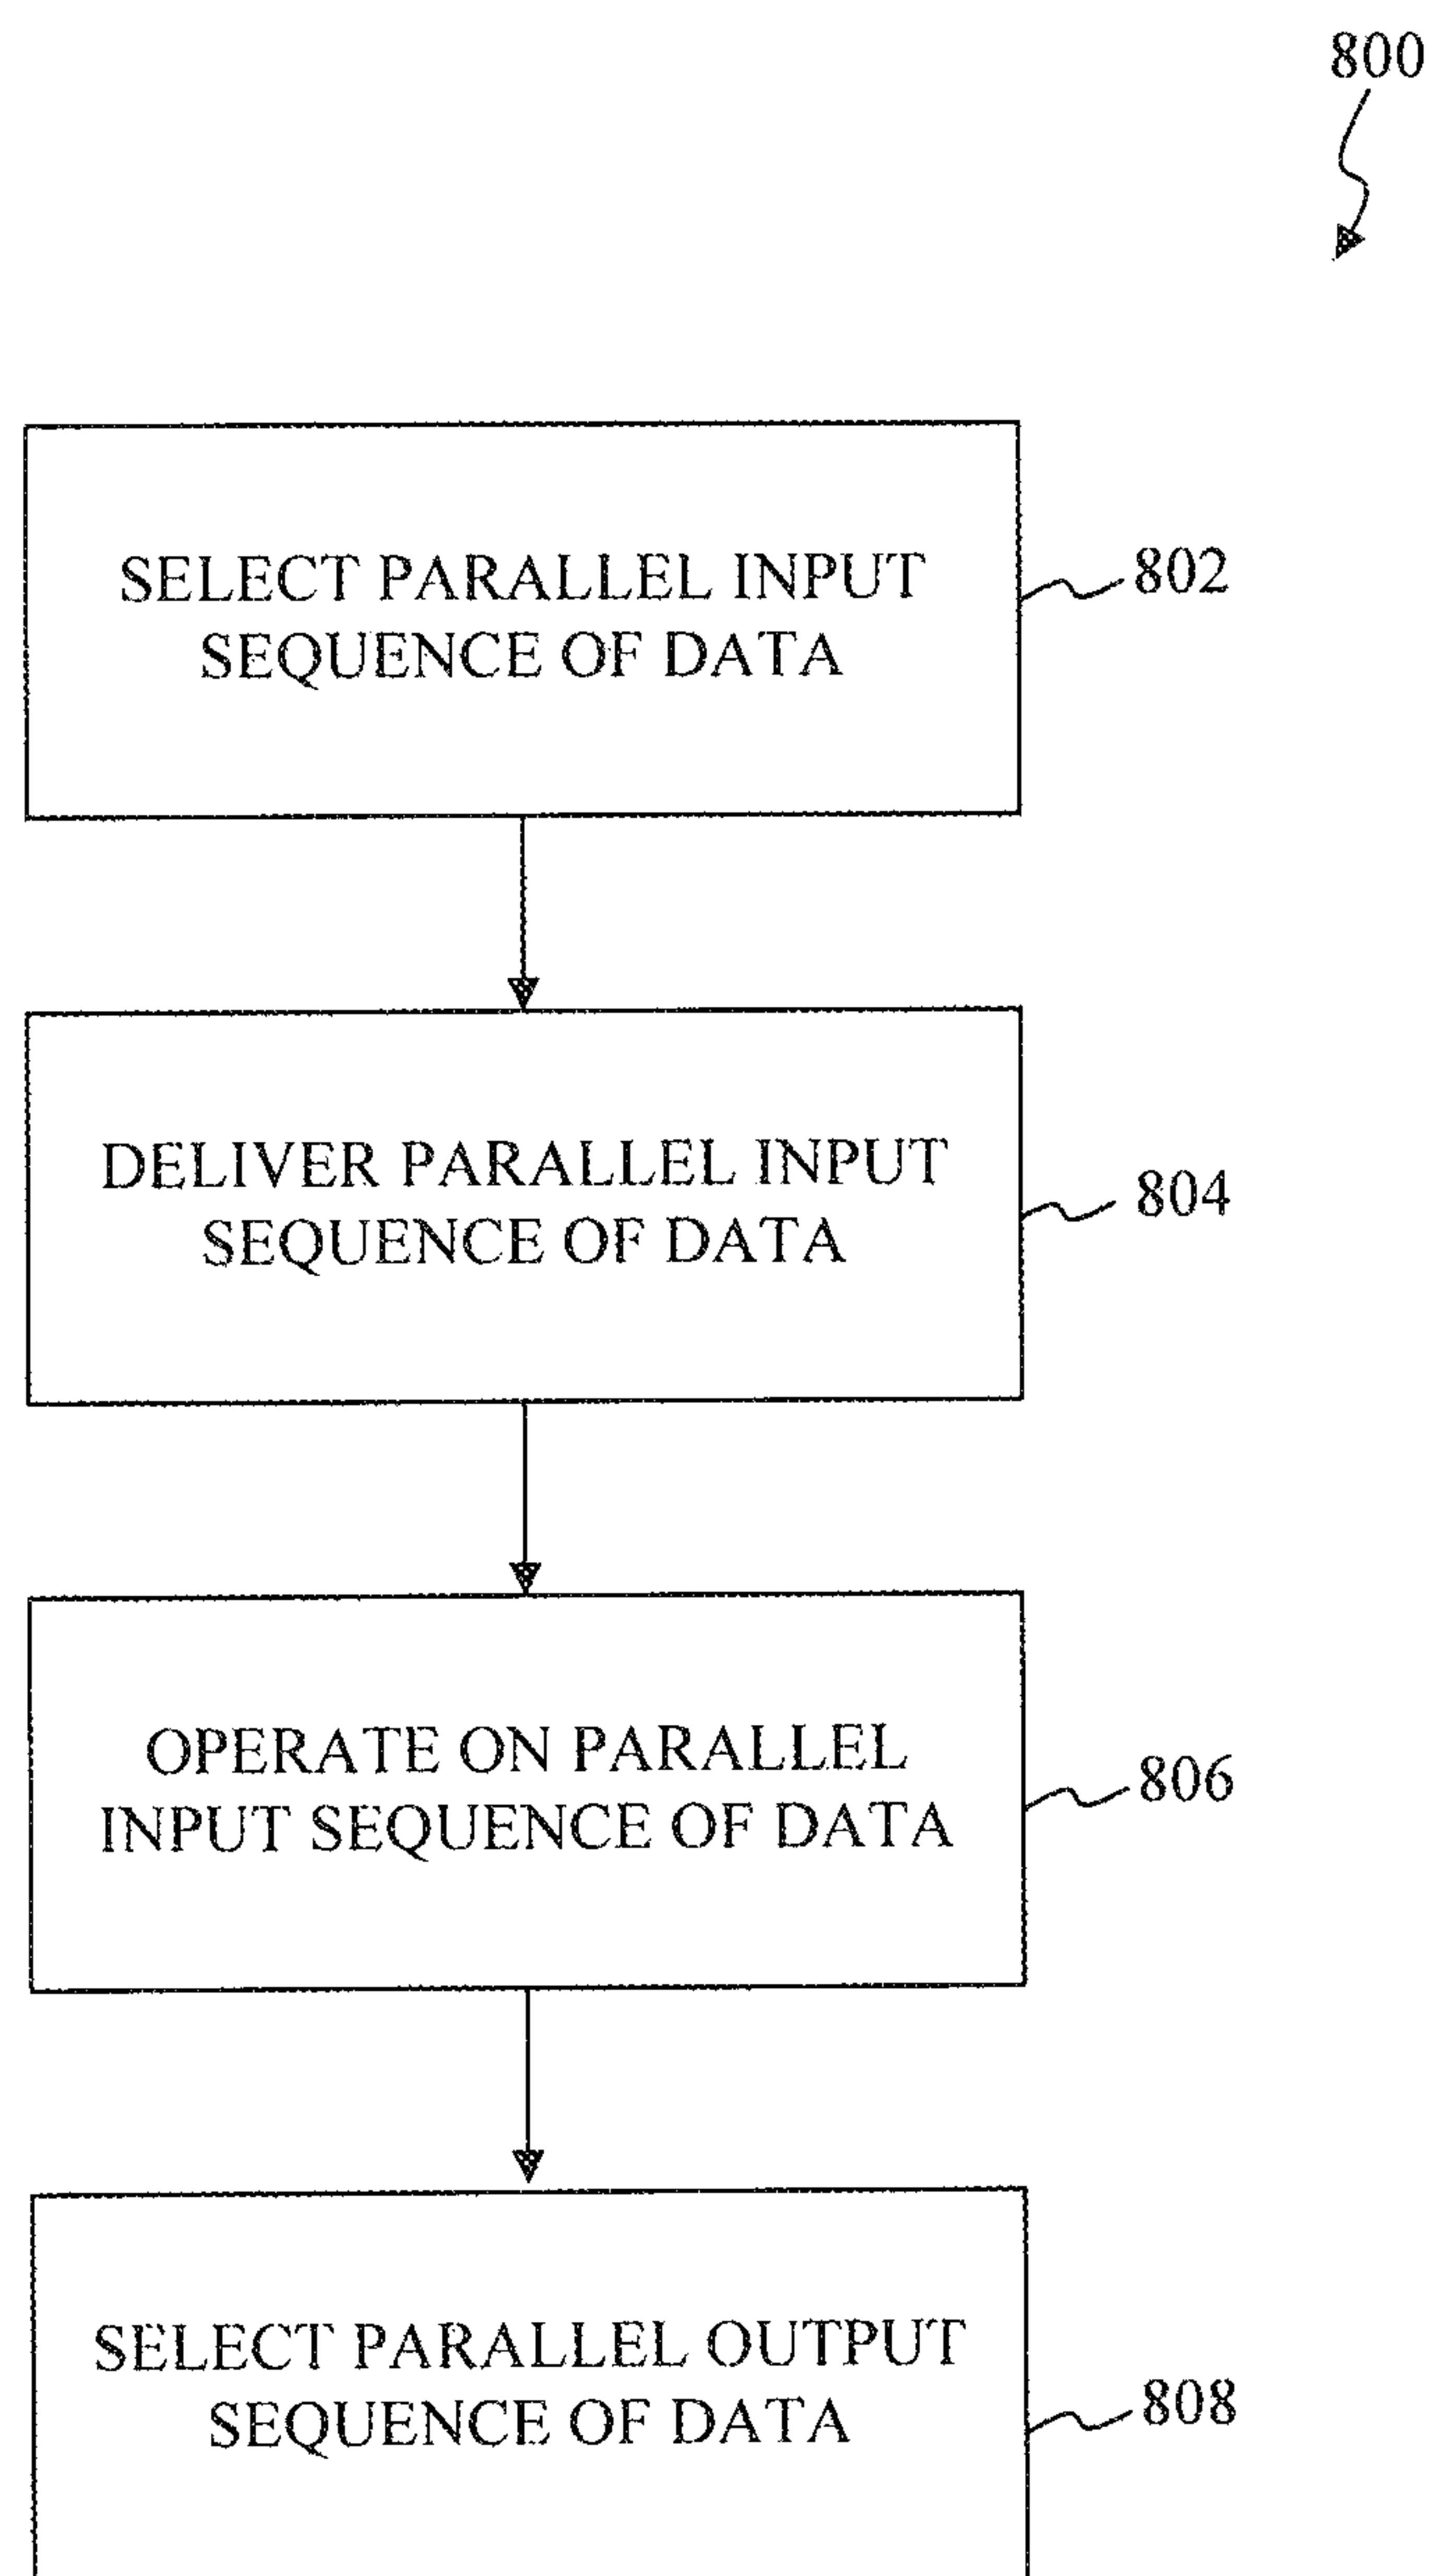 800
SELECT PARALLEL INPUT
SEQUENCE OF DATA
802
DELIVER PARALLEL INPUT
SEQUENCE OF DATA
804
OPERATE ON PARALLEL
INPUT SEQUENCE OF DATA
806
SELECT PARALLEL OUTPUT
SEQUENCE OF DATA
808